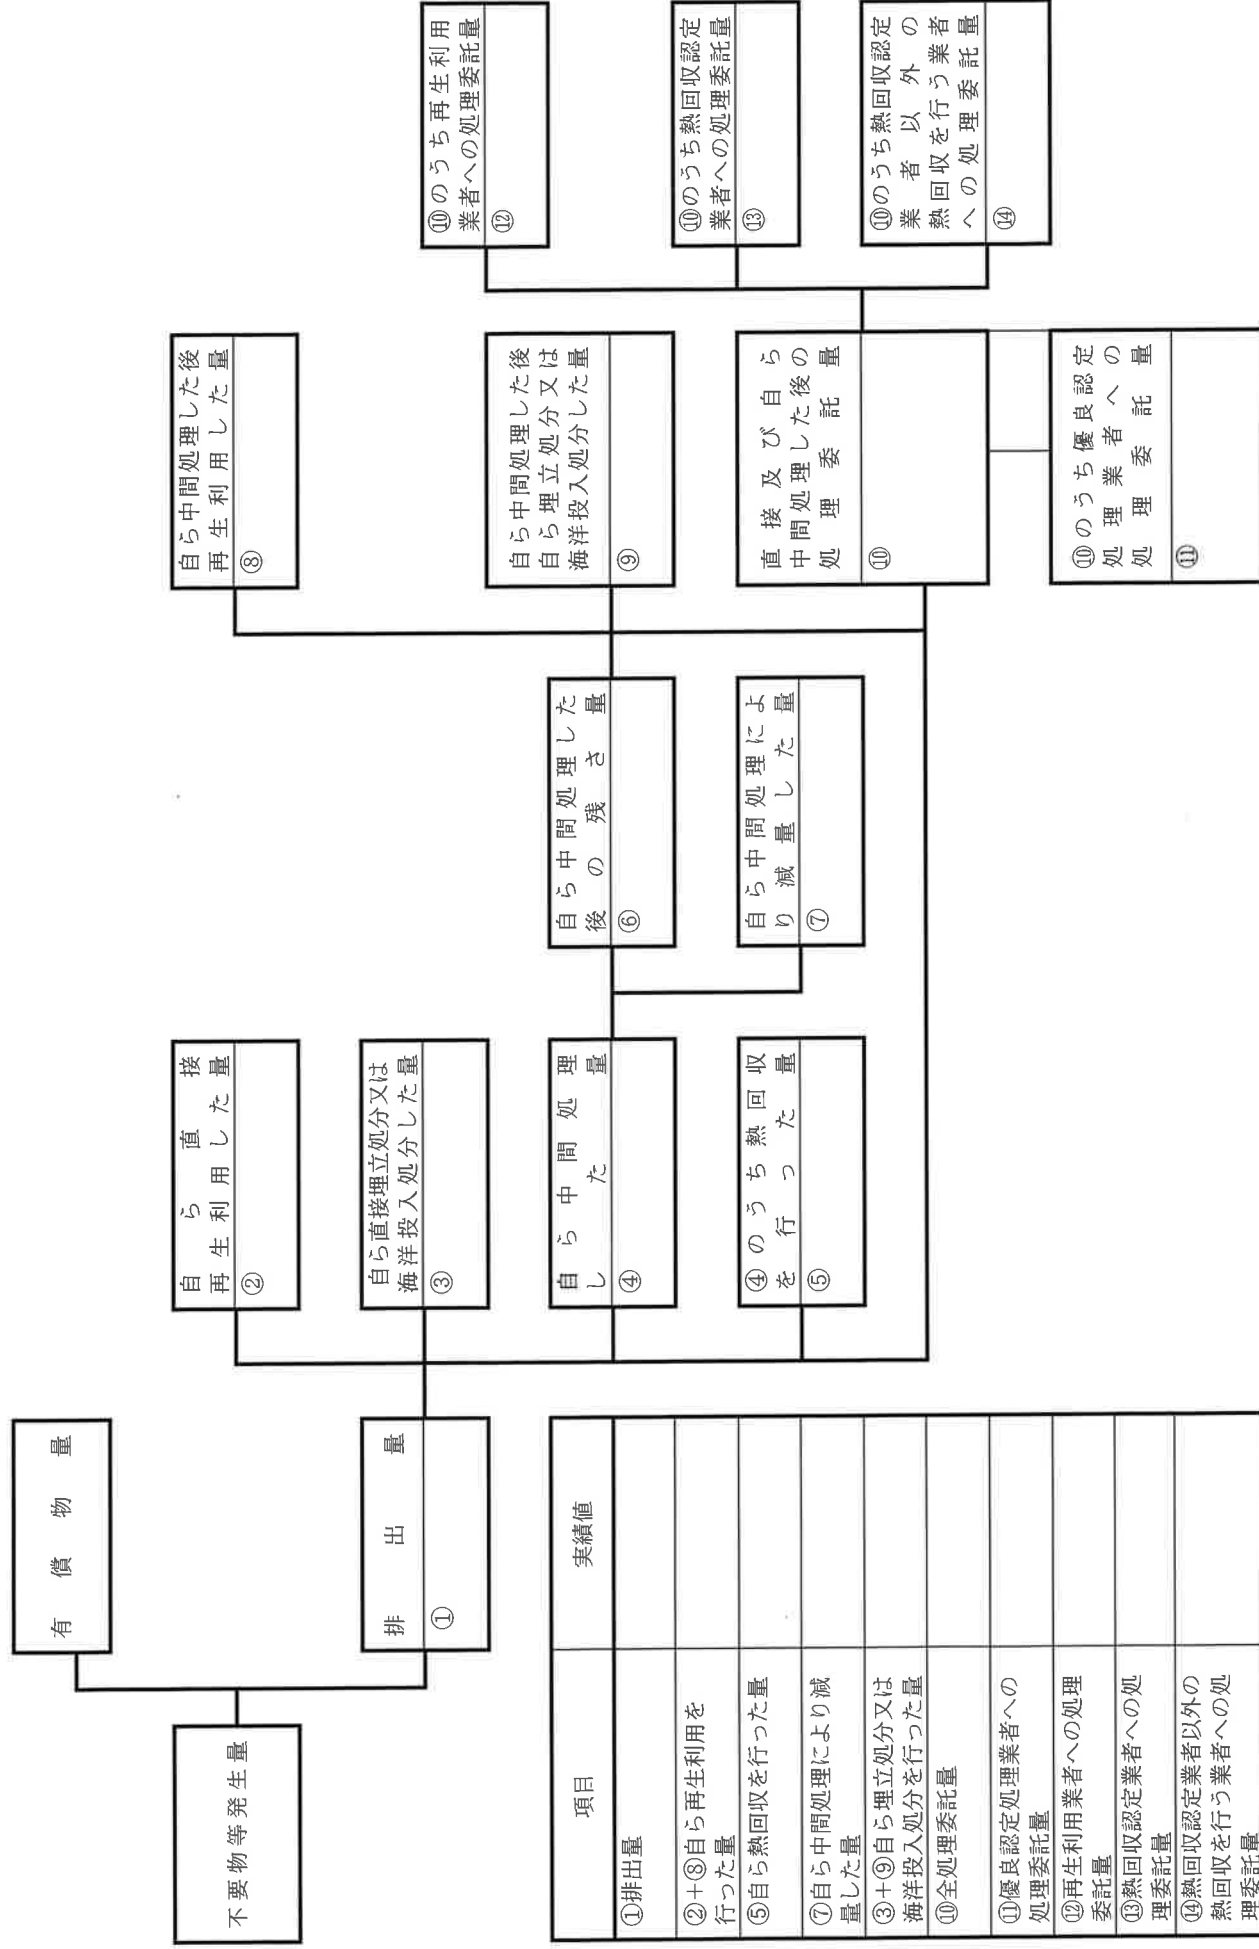 不要物等発生量
有償物量
排出量
①
自ら直接
再生利用した量
②
自ら直接埋立処分又は
海洋投入処分した量
③
自ら中間処理
した量
④
④のうち熱回収
を行った量
⑤
自ら中間処理した
後の残さ量
⑥
自ら中間処理によ
り減量した量
⑦
自ら中間処理した後
再生利用した量
⑧
自ら中間処理した後
自ら埋立処分又は
海洋投入処分した量
⑨
直接及び自ら
中間処理した後の
処理委託量
⑩
⑩のうち優良認定
処理業者への
処理委託量
⑪
⑩のうち再生利用
業者への処理委託量
⑫
⑩のうち熱回収認定
業者への処理委託量
⑬
⑩のうち熱回収認定
業者以外の
熱回収を行う業者
への処理委託量
⑭
項目 実績値
①排出量
②+⑧自ら再生利用を
行った量
⑤自ら熱回収を行った量
⑦自ら中間処理により減
量した量
③+⑨自ら埋立処分又は
海洋投入処分を行った量
⑩全処理委託量
⑪優良認定処理業者への
処理委託量
⑫再生利用業者への処理
委託量
⑬熱回収認定業者への処
理委託量
⑭熱回収認定業者以外の
熱回収を行う業者への処
理委託量